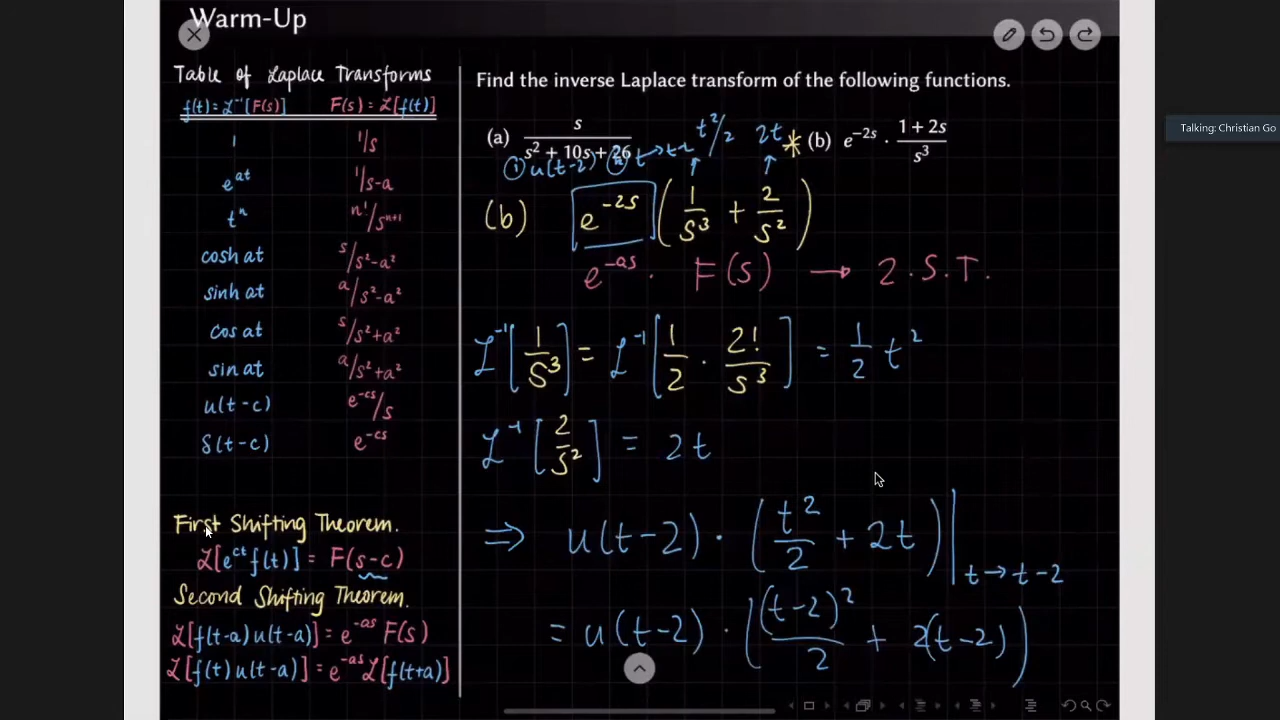 Warm-Up
Table of Laplace Transforms
f(t) = ℒ⁻¹[F(s)] F(s) = ℒ[f(t)]
1 1/s
e^{at} 1/s-a
t^n n!/s^{n+1}
cosh at s/s²-a²
sinh at a/s²-a²
cos at s/s²+a²
sin at a/s²+a²
u(t-c) e^{-cs}/s
δ(t-c) e^{-cs}
First Shifting Theorem.
ℒ[e^{ct} f(t)] = F(s-c)
Second Shifting Theorem.
ℒ[f(t-a) u(t-a)] = e^{-as} F(s)
ℒ[f(t) u(t-a)] = e^{-as} ℒ[f(t+a)]
Find the inverse Laplace transform of the following functions.
(a) s / (s² + 10s + 26) (b) e^{-2s} · (1 + 2s)/s³
① u(t-2) ② t→t-2 t²/2 2t *
(b) e^{-2s} (1/s³ + 2/s²)
e^{-as} · F(s) → 2.S.T.
ℒ⁻¹[1/s³] = ℒ⁻¹[1/2 · 2!/s³] = 1/2 t²
ℒ⁻¹[2/s²] = 2t
⇒ u(t-2) · (t²/2 + 2t)|_{t→t-2}
= u(t-2) · ((t-2)²/2 + 2(t-2))
Talking: Christian Go